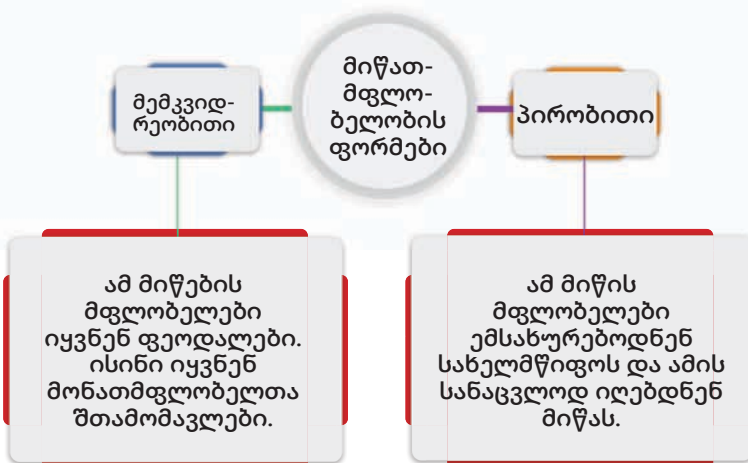 მიწათ-
მფლო-
ბელობის
ფორმები
მემკვიდ-
რეობითი
პირობითი
ამ მიწების
მფლობელები
იყვნენ ფეოდალები.
ისინი იყვნენ
მონათმფლობელთა
შთამომავლები.
ამ მიწის
მფლობელები
ემსახურებოდნენ
სახელმწიფოს და ამის
სანაცვლოდ იღებდნენ
მიწას.